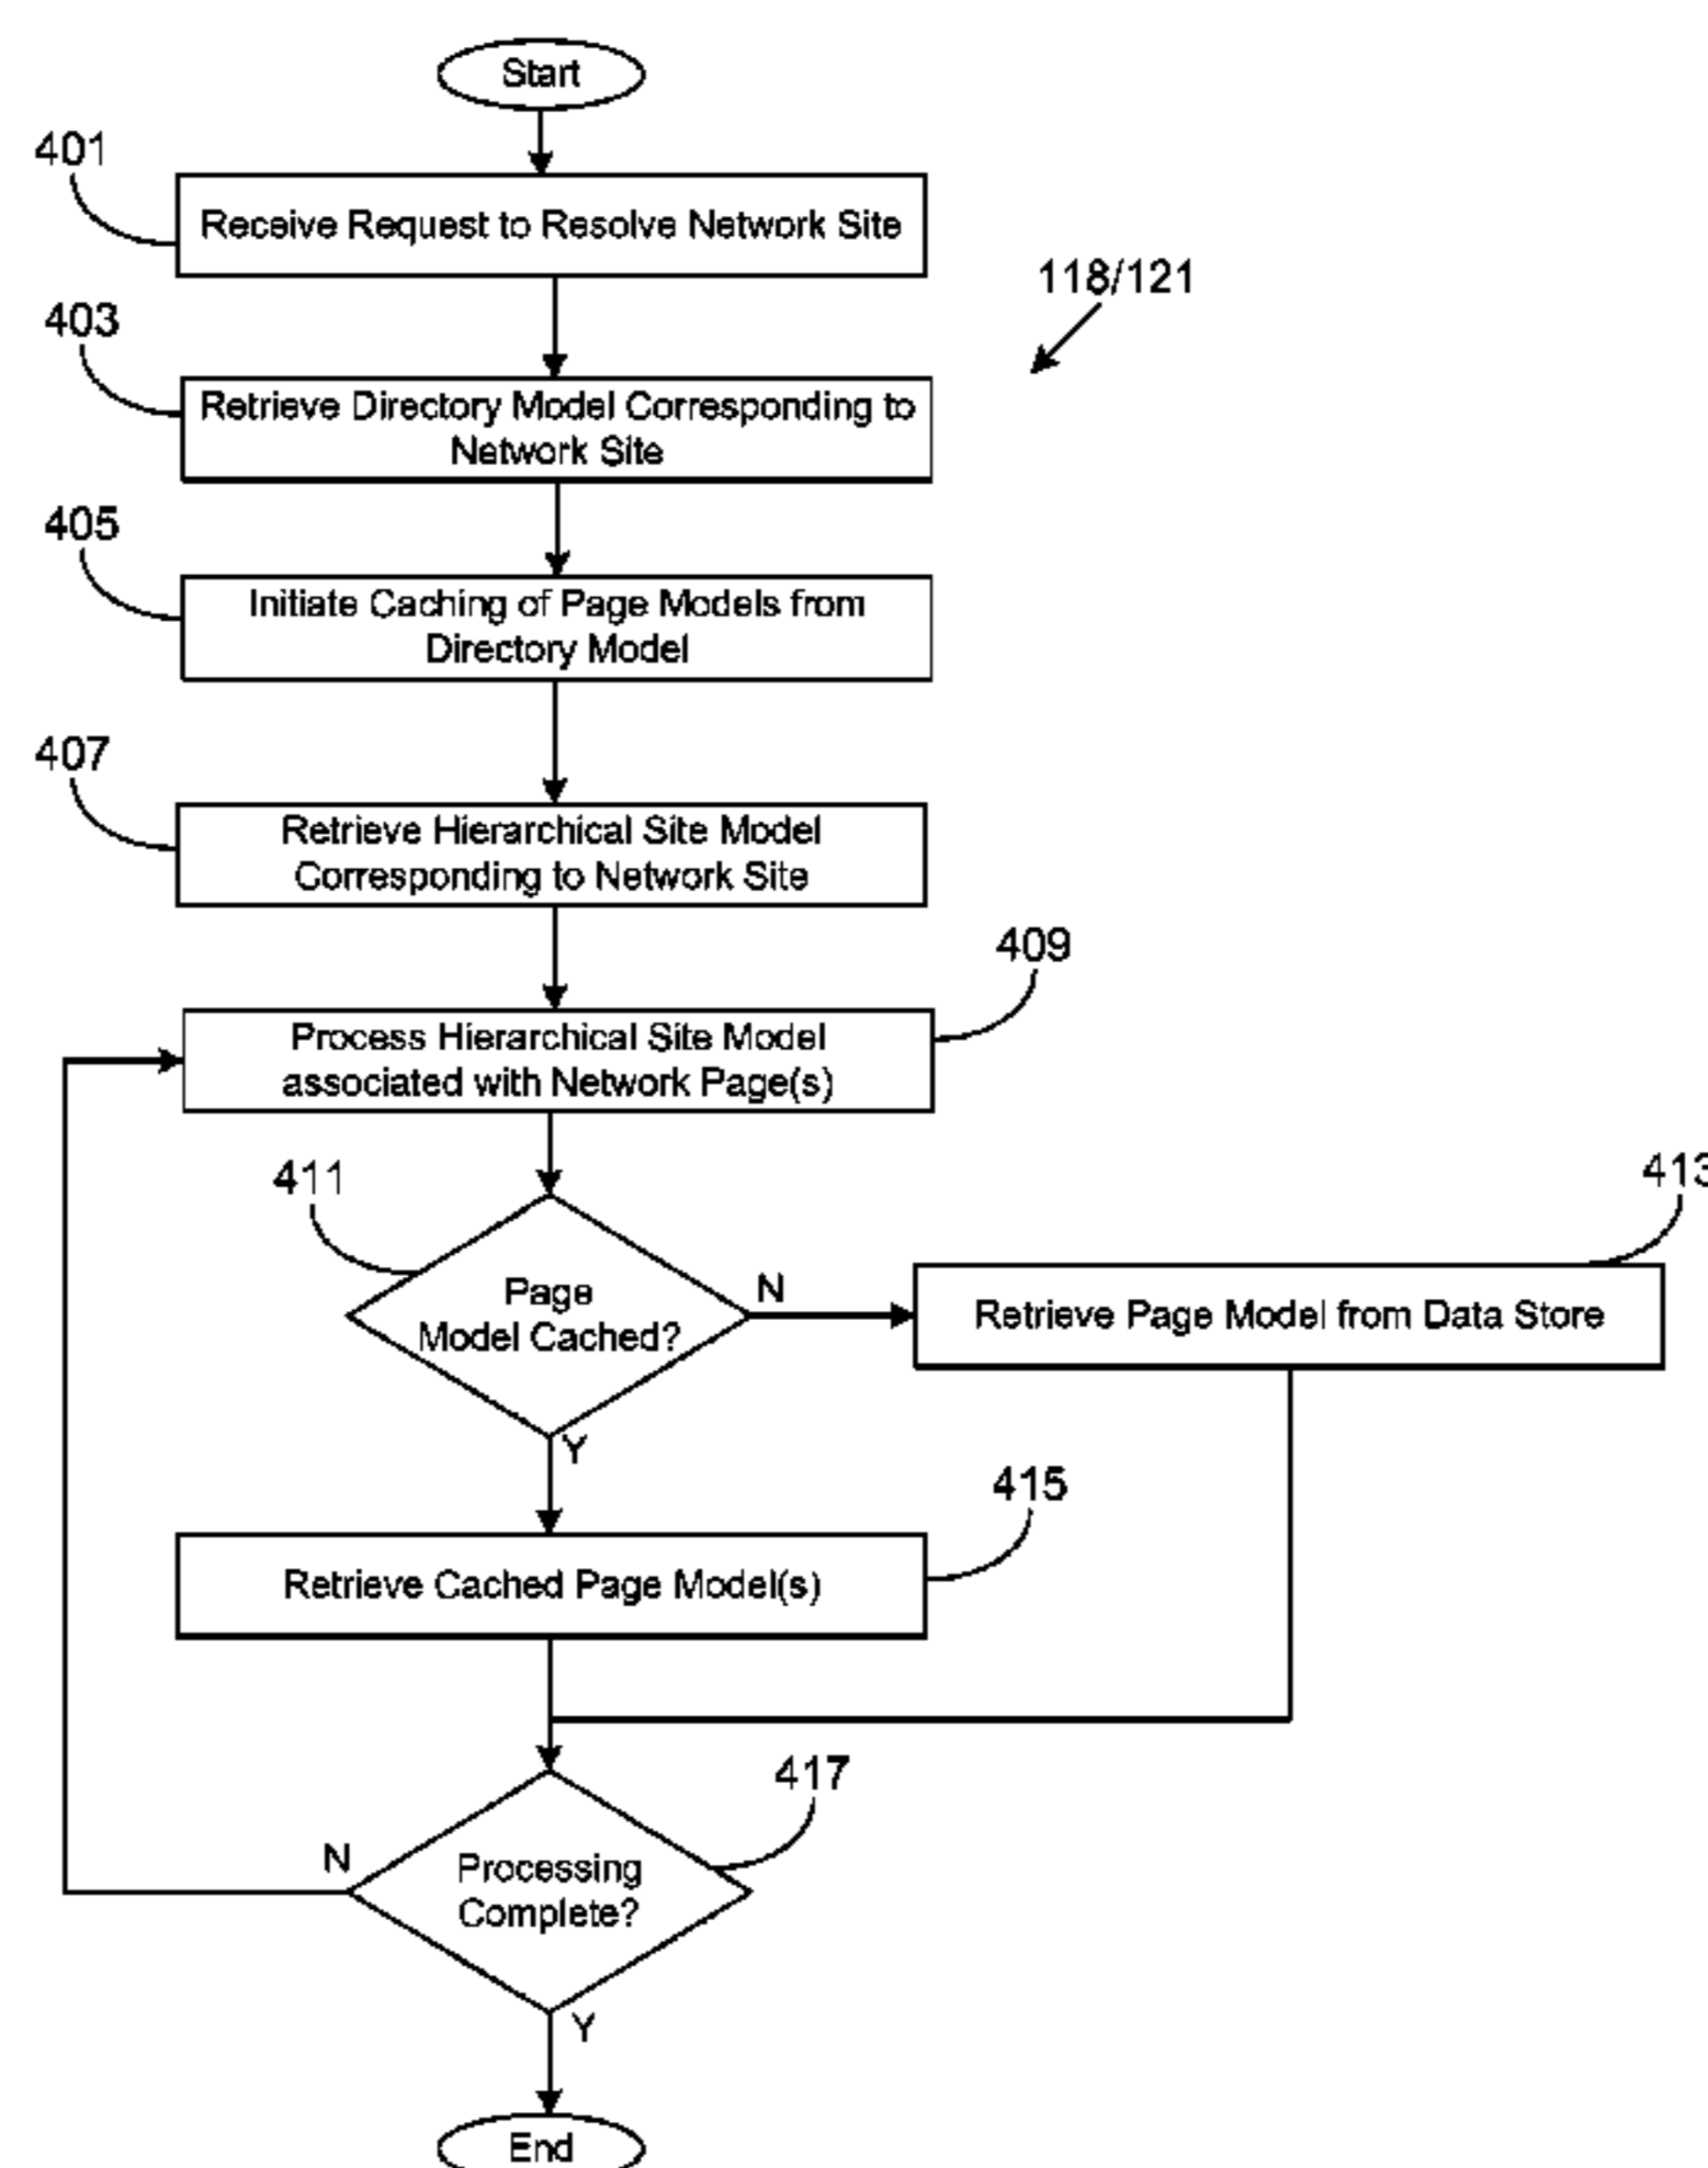 Start
401
Receive Request to Resolve Network Site
118/121
403
Retrieve Directory Model Corresponding to
Network Site
405
Initiate Caching of Page Models from
Directory Model
407
Retrieve Hierarchical Site Model
Corresponding to Network Site
409
Process Hierarchical Site Model
associated with Network Page(s)
411
413
Page
Model Cached?
N
Retrieve Page Model from Data Store
Y
415
Retrieve Cached Page Model(s)
417
N
Processing
Complete?
Y
End